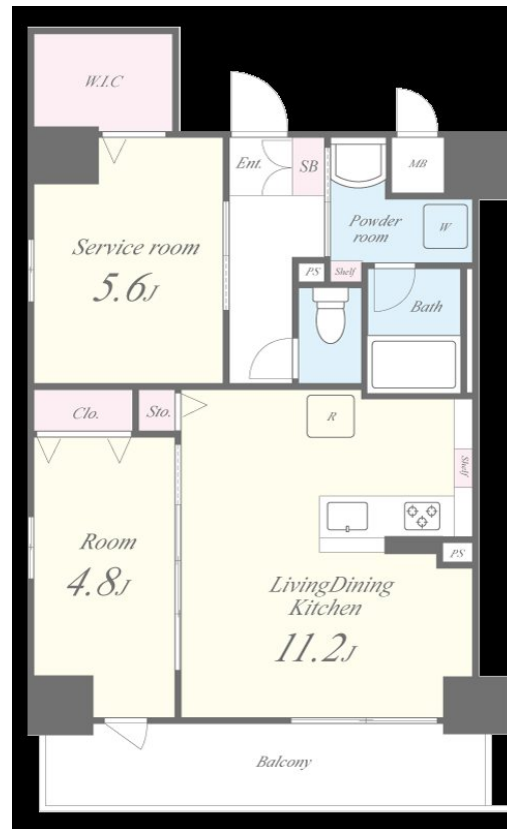 W.I.C
Ent.
SB
MB
Powder
room
W
Service room
5.6J
PS
Shelf
Bath
Clo.
Sto.
R
Shelf
Room
4.8J
PS
LivingDining
Kitchen
11.2J
Balcony